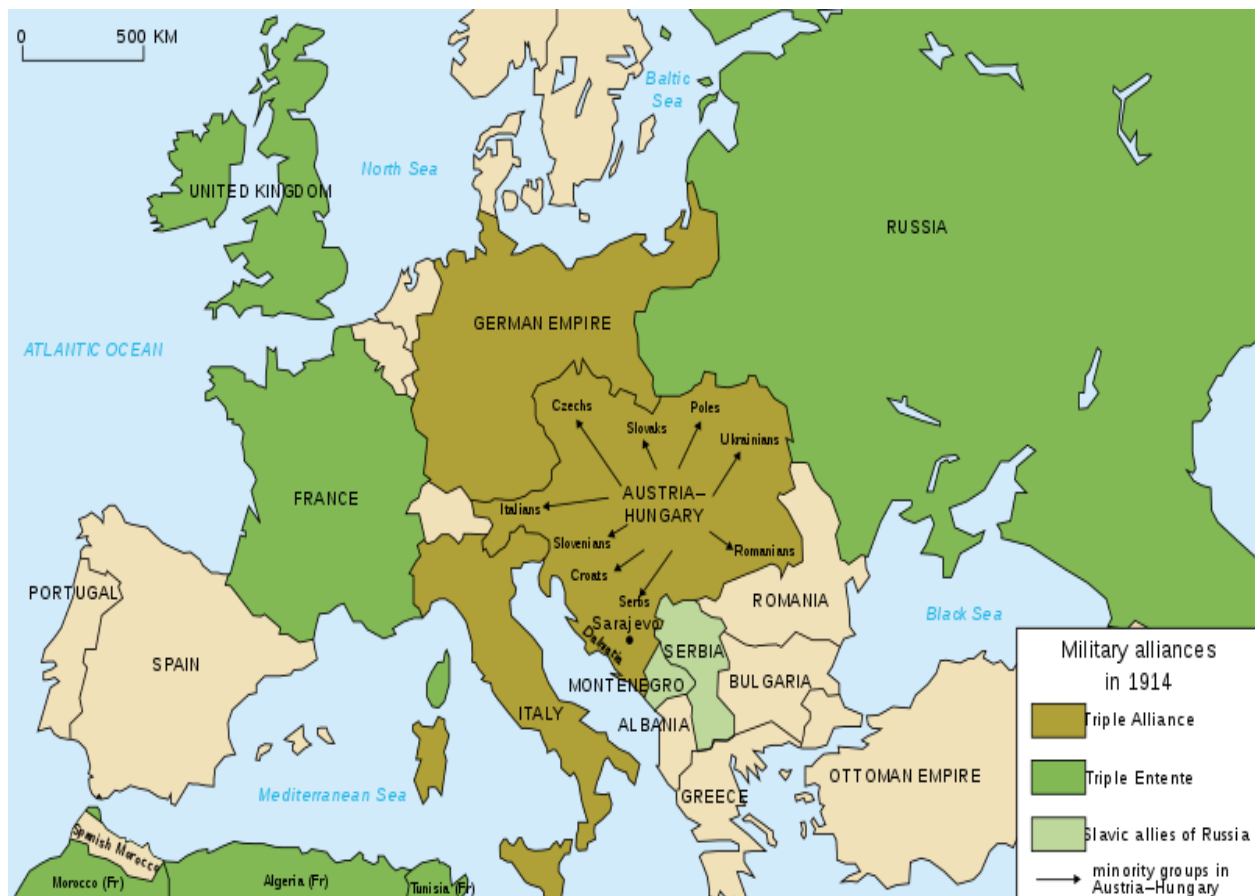 0 500 KM
Baltic
Sea
North Sea
UNITED KINGDOM
RUSSIA
GERMAN EMPIRE
ATLANTIC OCEAN
Czechs
Poles
Slovaks
Ukrainians
FRANCE
AUSTRIA–
HUNGARY
Italians
Slovenians
Romanians
Croats
PORTUGAL
Serbs
ROMANIA
Black Sea
Sarajevo
Dalmatia
SERBIA
SPAIN
MONTENEGRO
BULGARIA
ITALY
ALBANIA
OTTOMAN EMPIRE
Mediterranean Sea
GREECE
Spanish Morocco
Morocco (Fr)
Algeria (Fr)
Tunisia (Fr)
Military alliances
in 1914
Triple Alliance
Triple Entente
Slavic allies of Russia
minority groups in
Austria–Hungary